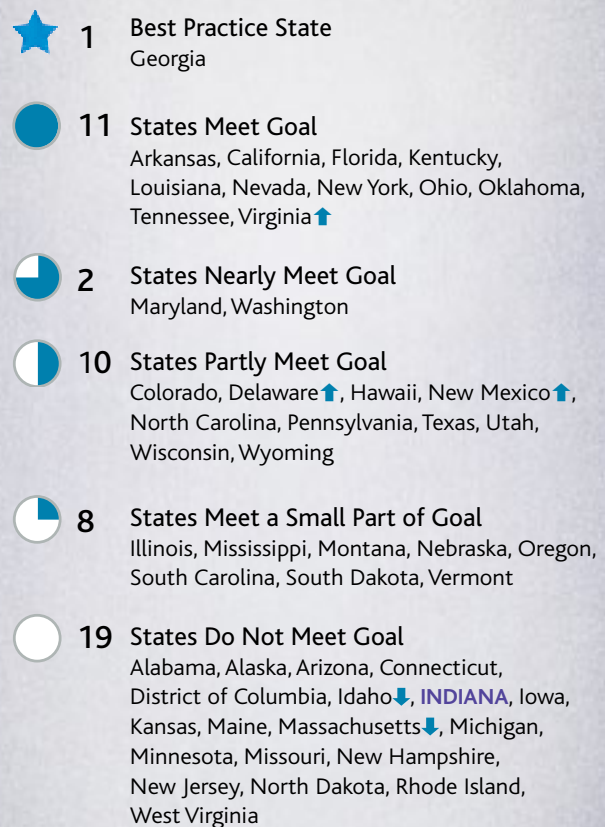 1 Best Practice State
Georgia
11 States Meet Goal
Arkansas, California, Florida, Kentucky,
Louisiana, Nevada, New York, Ohio, Oklahoma,
Tennessee, Virginia⬆
2 States Nearly Meet Goal
Maryland, Washington
10 States Partly Meet Goal
Colorado, Delaware⬆, Hawaii, New Mexico⬆,
North Carolina, Pennsylvania, Texas, Utah,
Wisconsin, Wyoming
8 States Meet a Small Part of Goal
Illinois, Mississippi, Montana, Nebraska, Oregon,
South Carolina, South Dakota, Vermont
19 States Do Not Meet Goal
Alabama, Alaska, Arizona, Connecticut,
District of Columbia, Idaho⬇, INDIANA, Iowa,
Kansas, Maine, Massachusetts⬇, Michigan,
Minnesota, Missouri, New Hampshire,
New Jersey, North Dakota, Rhode Island,
West Virginia